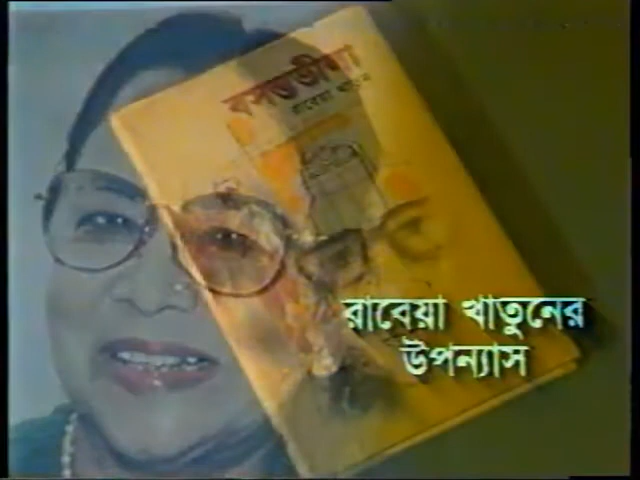 বসতভীটা
রাবেয়া খাতুন
রাবেয়া খাতুনের
উপন্যাস